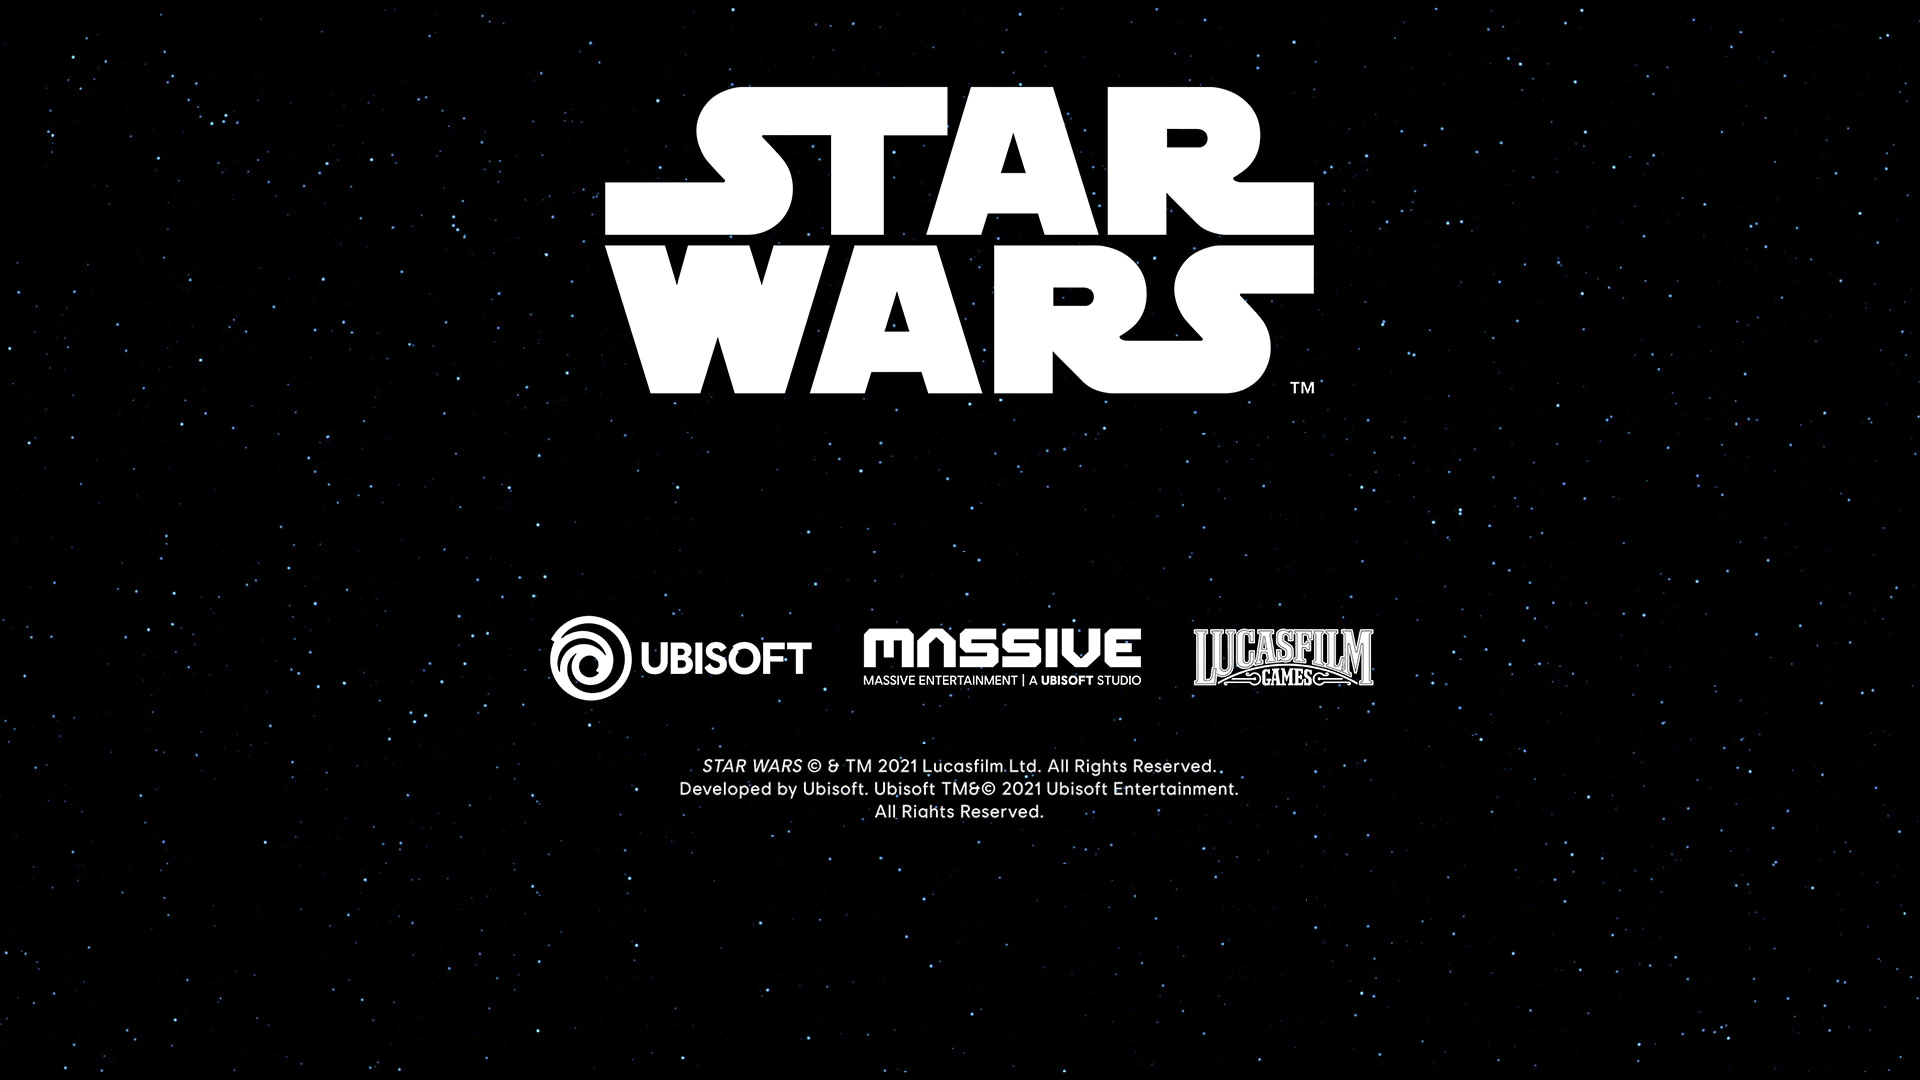 STAR
WARS
TM
UBISOFT
MASSIVE
MASSIVE ENTERTAINMENT | A UBISOFT STUDIO
LUCASFILM
GAMES
STAR WARS © & TM 2021 Lucasfilm Ltd. All Rights Reserved.
Developed by Ubisoft. Ubisoft TM&© 2021 Ubisoft Entertainment.
All Rights Reserved.